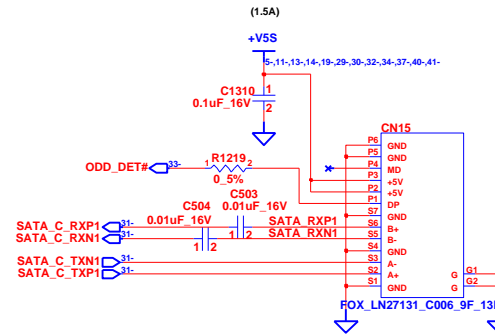 (1.5A)
+V5S
5-,11-,13-,14-,19-,29-,30-,32-,34-,37-,40-,41-
C1310
1
0.1uF_16V
2
CN15
P6 GND
P5 GND
P4 MD
P3 +5V
P2 +5V
P1 DP
S7 GND
S6 B+
S5 B-
S4 GND
S3 A-
S2 A+
S1 GND
G G1
G G2
FOX_LN27131_C006_9F_13
ODD_DET#
33-
1 R1219 2
0_5%
C504
0.01uF_16V
C503
0.01uF_16V
1 2
1 2
SATA_RXP1
SATA_RXN1
SATA_C_RXP1 31-
SATA_C_RXN1 31-
SATA_C_TXN1 31-
SATA_C_TXP1 31-